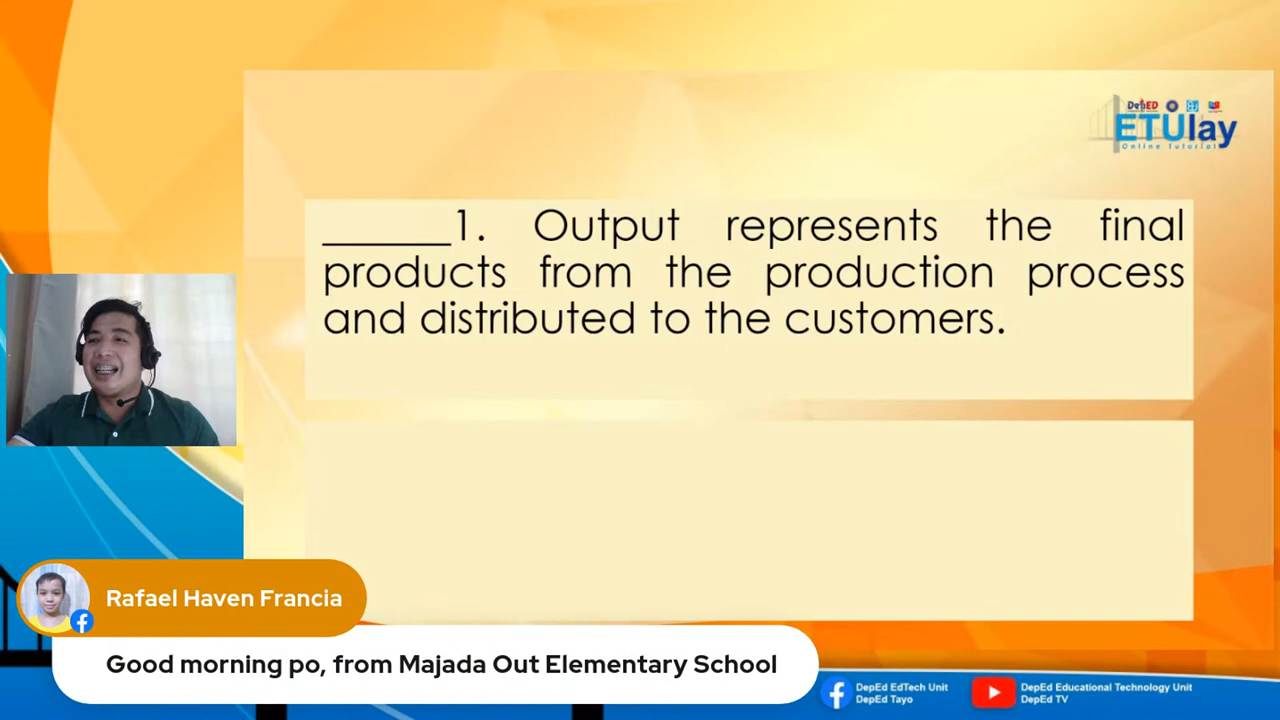 DepED
ETUlay
Online Tutorial
______1. Output represents the final
products from the production process
and distributed to the customers.
Rafael Haven Francia
Good morning po, from Majada Out Elementary School
DepEd EdTech Unit
DepEd Tayo
DepEd Educational Technology Unit
DepEd TV